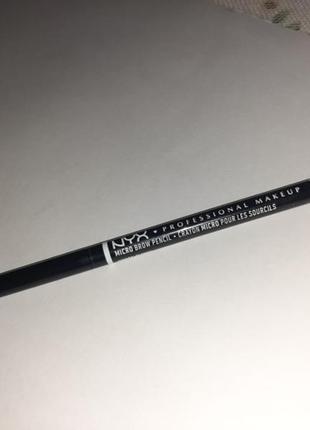 NYX • PROFESSIONAL MAKEUP
MICRO BROW PENCIL • CRAYON MICRO POUR LES SOURCILS